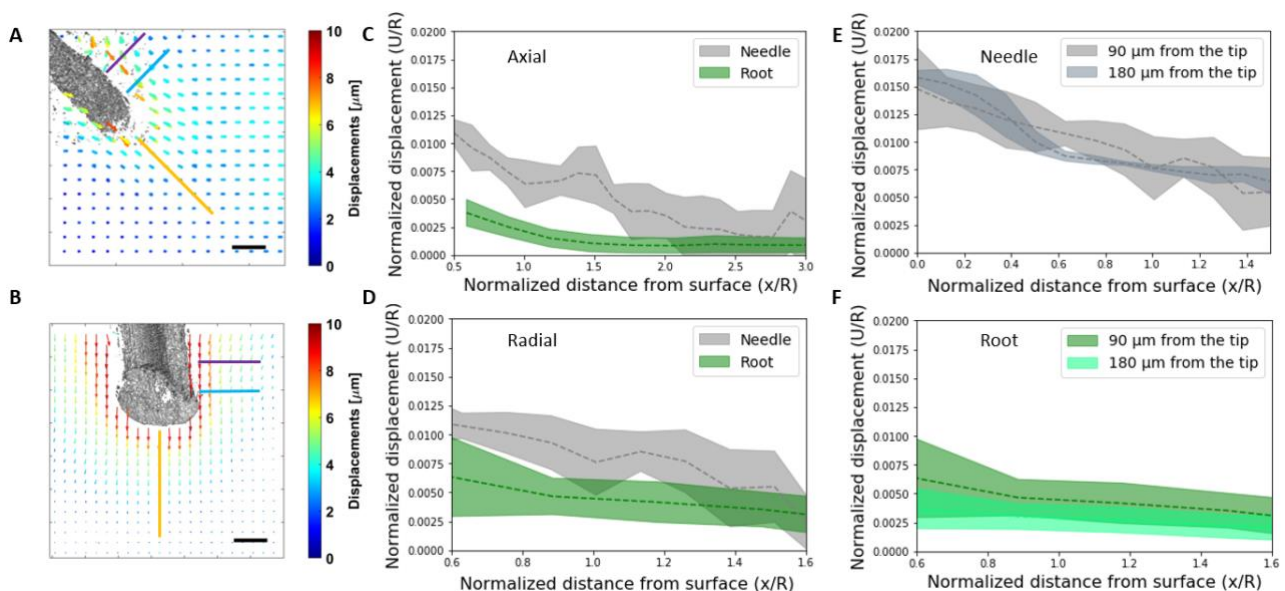 A
10
8
6
4
2
0
Displacements [µm]
B
10
8
6
4
2
0
Displacements [µm]
C
Axial
Needle
Root
Normalized displacement (U/R)
0.0200
0.0175
0.0150
0.0125
0.0100
0.0075
0.0050
0.0025
0.0000
0.5 1.0 1.5 2.0 2.5 3.0
Normalized distance from surface (x/R)
D
Radial
Needle
Root
Normalized displacement (U/R)
0.0200
0.0175
0.0150
0.0125
0.0100
0.0075
0.0050
0.0025
0.0000
0.6 0.8 1.0 1.2 1.4 1.6
Normalized distance from surface (x/R)
E
Needle
90 µm from the tip
180 µm from the tip
Normalized displacement (U/R)
0.0200
0.0175
0.0150
0.0125
0.0100
0.0075
0.0050
0.0025
0.0000
0.0 0.2 0.4 0.6 0.8 1.0 1.2 1.4
Normalized distance from surface (x/R)
F
Root
90 µm from the tip
180 µm from the tip
Normalized displacement (U/R)
0.0200
0.0175
0.0150
0.0125
0.0100
0.0075
0.0050
0.0025
0.0000
0.6 0.8 1.0 1.2 1.4 1.6
Normalized distance from surface (x/R)